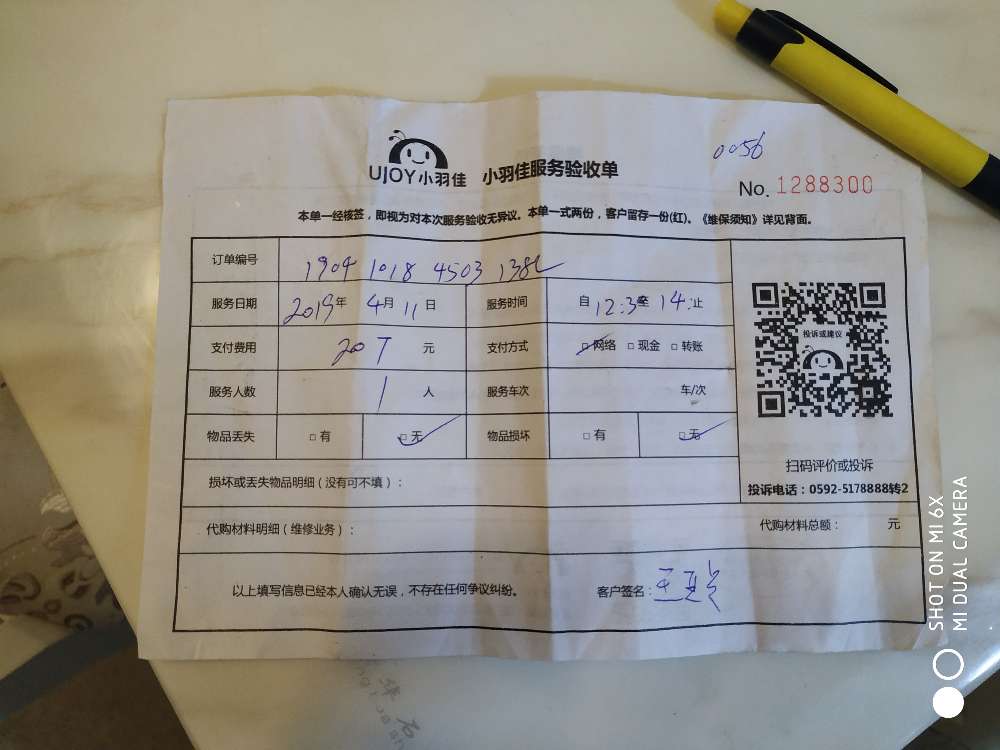 0056
UJOY小羽佳 小羽佳服务验收单
No. 1288300
本单一经核签，即视为对本次服务验收无异议。本单一式两份，客户留存一份(红)。《维保须知》详见背面。
订单编号 1904 1018 4503 1382
服务日期 2019年 4月 11日 服务时间 自 12:3至 14:止
支付费用 207 元 支付方式 □网络 □现金 □转账
服务人数 1 人 服务车次 车/次
物品丢失 □有 □无 物品损坏 □有 □无
投诉或建议
扫码评价或投诉
投诉电话：0592-5178888转2
损坏或丢失物品明细（没有可不填）：
代购材料明细（维修业务）： 代购材料总额： 元
以上填写信息已经本人确认无误，不存在任何争议纠纷。 客户签名：
SHOT ON MI 6X
MI DUAL CAMERA